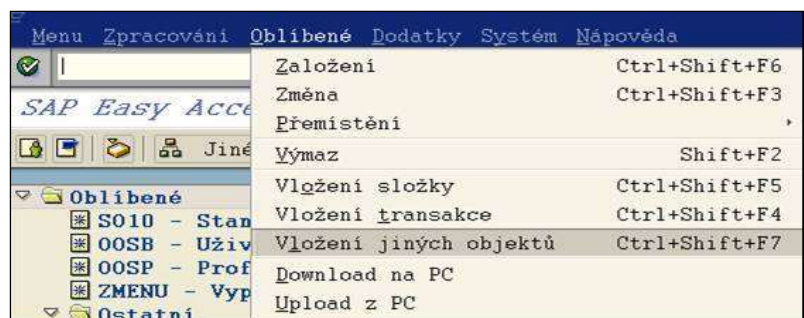 Menu Zpracování Oblíbené Dodatky Systém Nápověda
Založení Ctrl+Shift+F6
SAP Easy Acce
Změna Ctrl+Shift+F3
Přemístění
Jiné
Výmaz Shift+F2
Oblíbené
Vložení složky Ctrl+Shift+F5
SO10 - Stan
Vložení transakce Ctrl+Shift+F4
OOSB - Uživ
Vložení jiných objektů Ctrl+Shift+F7
OOSP - Prof
Download na PC
ZMENU - Vyp
Upload z PC
Ostatní